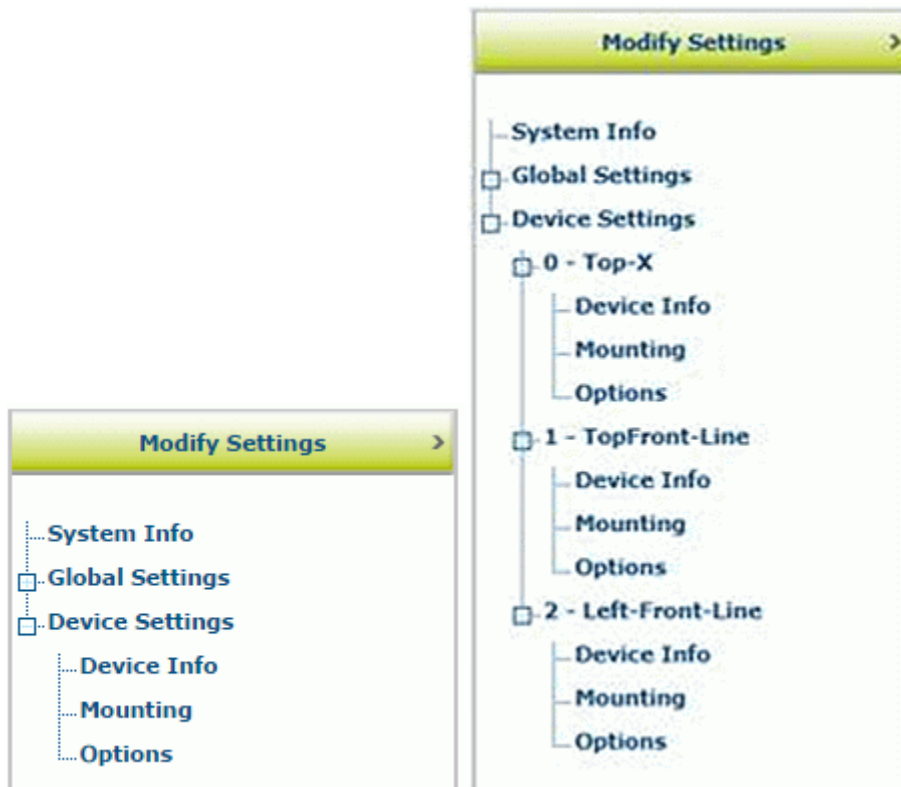 Modify Settings >
System Info
Global Settings
Device Settings
Device Info
Mounting
Options
Modify Settings >
System Info
Global Settings
Device Settings
0 - Top-X
Device Info
Mounting
Options
1 - TopFront-Line
Device Info
Mounting
Options
2 - Left-Front-Line
Device Info
Mounting
Options